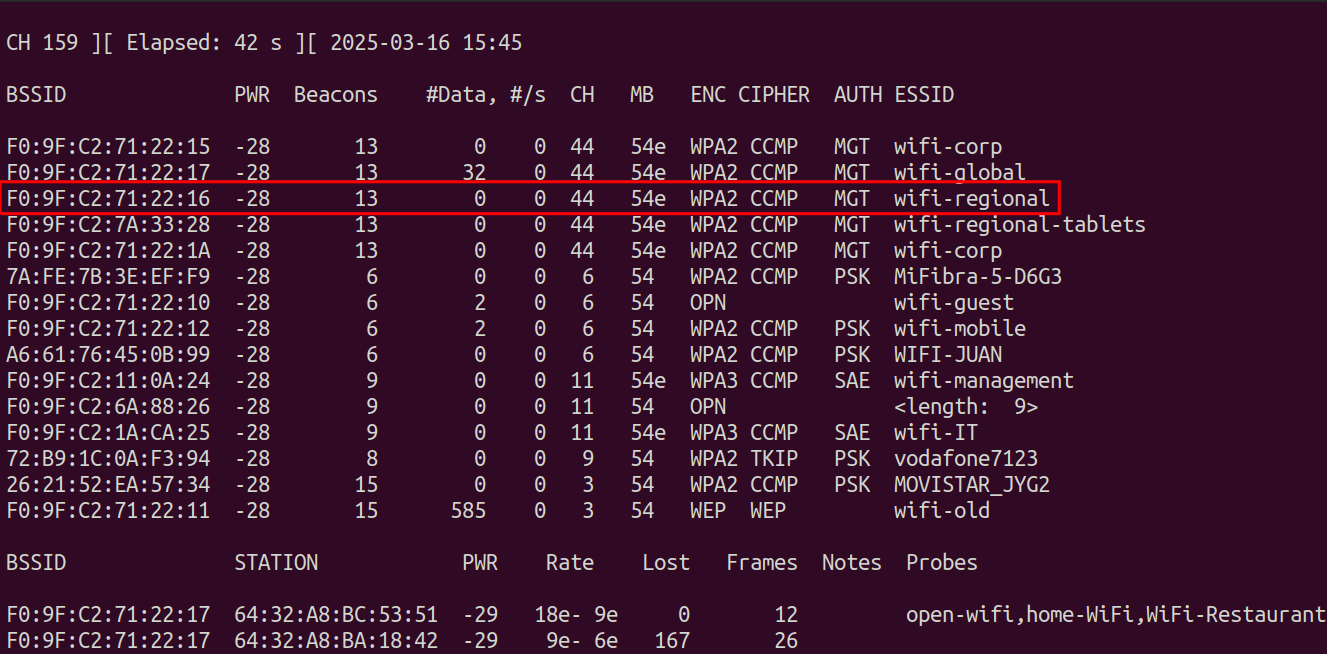 CH 159 ][ Elapsed: 42 s ][ 2025-03-16 15:45
BSSID PWR Beacons #Data, #/s CH MB ENC CIPHER AUTH ESSID
F0:9F:C2:71:22:15 -28 13 0 0 44 54e WPA2 CCMP MGT wifi-corp
F0:9F:C2:71:22:17 -28 13 32 0 44 54e WPA2 CCMP MGT wifi-global
F0:9F:C2:71:22:16 -28 13 0 0 44 54e WPA2 CCMP MGT wifi-regional
F0:9F:C2:7A:33:28 -28 13 0 0 44 54e WPA2 CCMP MGT wifi-regional-tablets
F0:9F:C2:71:22:1A -28 13 0 0 44 54e WPA2 CCMP MGT wifi-corp
7A:FE:7B:3E:EF:F9 -28 6 0 0 6 54 WPA2 CCMP PSK MiFibra-5-D6G3
F0:9F:C2:71:22:10 -28 6 2 0 6 54 OPN wifi-guest
F0:9F:C2:71:22:12 -28 6 2 0 6 54 WPA2 CCMP PSK wifi-mobile
A6:61:76:45:0B:99 -28 6 0 0 6 54 WPA2 CCMP PSK WIFI-JUAN
F0:9F:C2:11:0A:24 -28 9 0 0 11 54e WPA3 CCMP SAE wifi-management
F0:9F:C2:6A:88:26 -28 9 0 0 11 54 OPN <length: 9>
F0:9F:C2:1A:CA:25 -28 9 0 0 11 54e WPA3 CCMP SAE wifi-IT
72:B9:1C:0A:F3:94 -28 8 0 0 9 54 WPA2 TKIP PSK vodafone7123
26:21:52:EA:57:34 -28 15 0 0 3 54 WPA2 CCMP PSK MOVISTAR_JYG2
F0:9F:C2:71:22:11 -28 15 585 0 3 54 WEP WEP wifi-old
BSSID STATION PWR Rate Lost Frames Notes Probes
F0:9F:C2:71:22:17 64:32:A8:BC:53:51 -29 18e- 9e 0 12 open-wifi,home-WiFi,WiFi-Restaurant
F0:9F:C2:71:22:17 64:32:A8:BA:18:42 -29 9e- 6e 167 26